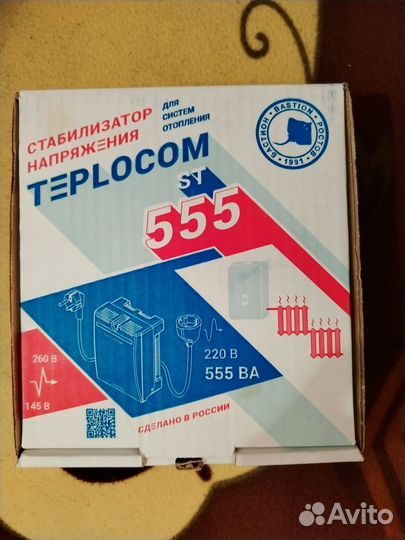 СТАБИЛИЗАТОР
НАПРЯЖЕНИЯ
ДЛЯ
СИСТЕМ
ОТОПЛЕНИЯ
БАСТИОН • BASTION • РОСТОВ
• 1991 •
TEPLOCOM
ST
555
260 В
145 В
220 В
555 ВА
СДЕЛАНО В РОССИИ
Avito